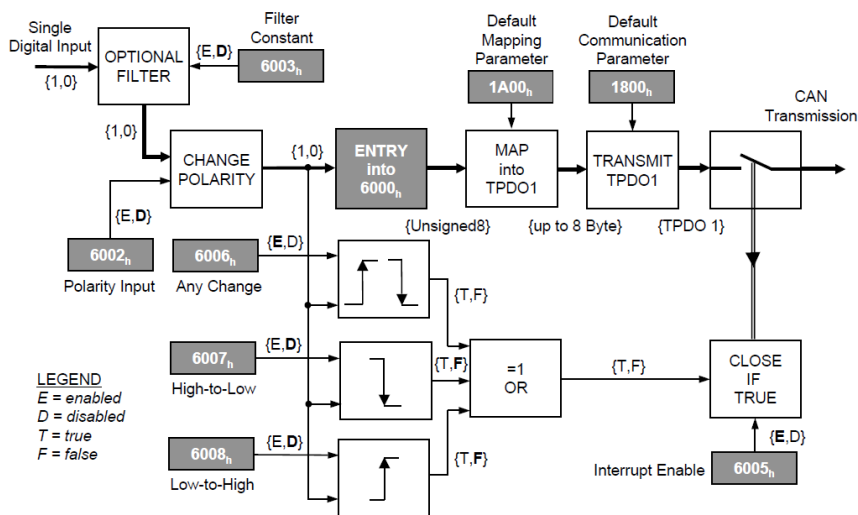 Single
Digital Input
{1,0}
OPTIONAL
FILTER
{E,D}
Filter
Constant
6003h
Default
Mapping
Parameter
1A00h
Default
Communication
Parameter
1800h
CAN
Transmission
{1,0}
CHANGE
POLARITY
{1,0}
ENTRY
into
6000h
MAP
into
TPDO1
TRANSMIT
TPDO1
{Unsigned8}
{up to 8 Byte}
{TPDO 1}
{E,D}
6002h
Polarity Input
6006h
Any Change
{E,D}
{T,F}
6007h
High-to-Low
{E,D}
{T,F}
=1
OR
{T,F}
CLOSE
IF
TRUE
LEGEND
E = enabled
D = disabled
T = true
F = false
6008h
Low-to-High
{E,D}
{T,F}
{E,D}
Interrupt Enable
6005h